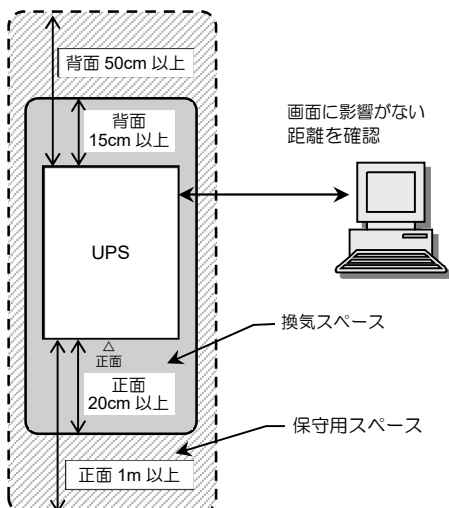 背面 50cm 以上
背面
15cm 以上
画面に影響がない
距離を確認
UPS
換気スペース
△
正面
正面
20cm 以上
保守用スペース
正面 1m 以上